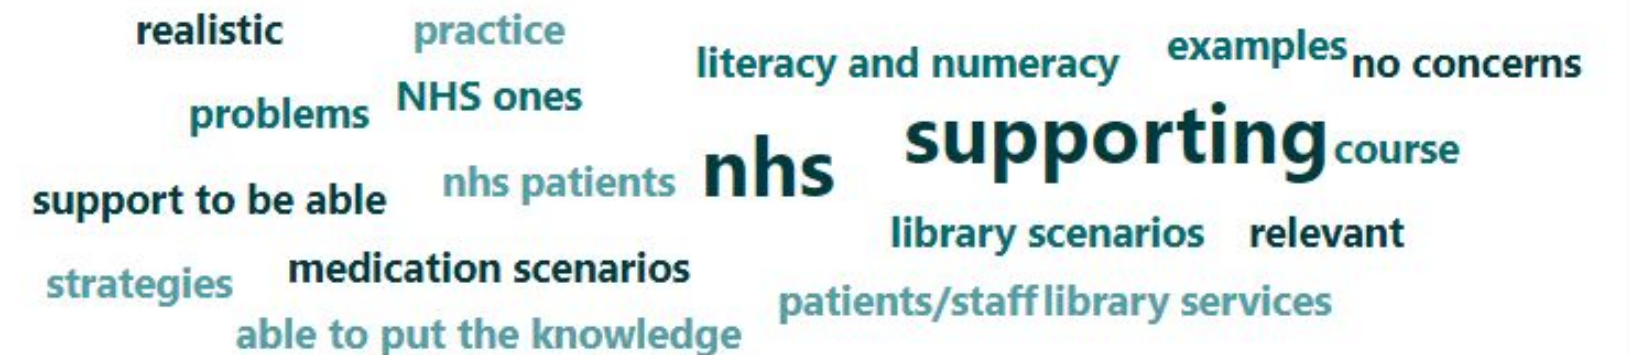 realistic
practice
examples
literacy and numeracy
no concerns
NHS ones
problems
supporting
course
nhs
nhs patients
support to be able
library scenarios
relevant
medication scenarios
strategies
patients/staff
library services
able to put the knowledge